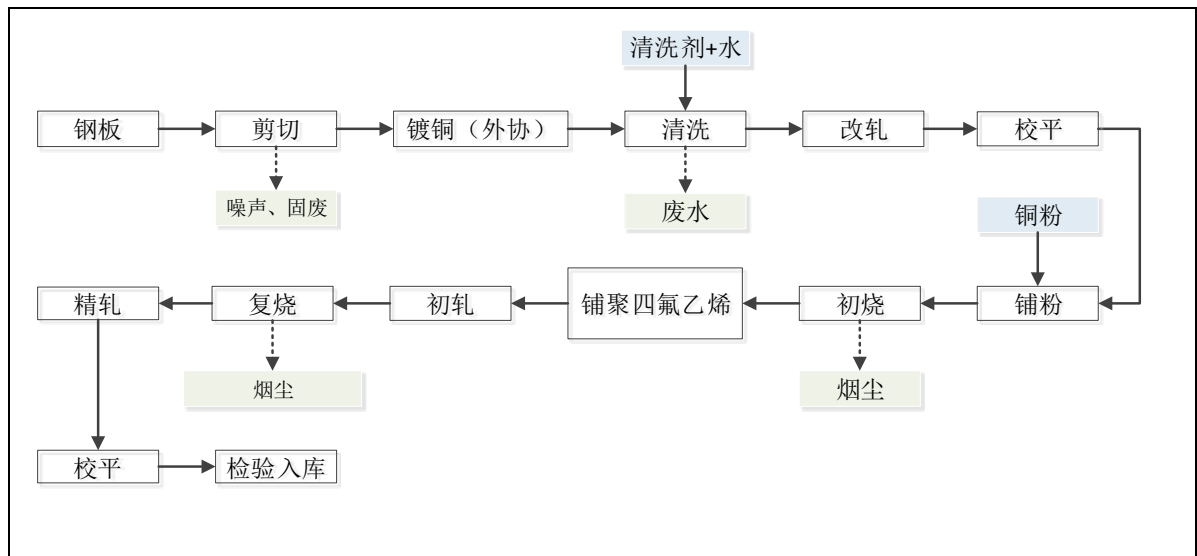 清洗剂+水
钢板
剪切
镀铜（外协）
清洗
改轧
校平
噪声、固废
废水
铜粉
精轧
复烧
初轧
铺聚四氟乙烯
初烧
铺粉
烟尘
烟尘
校平
检验入库